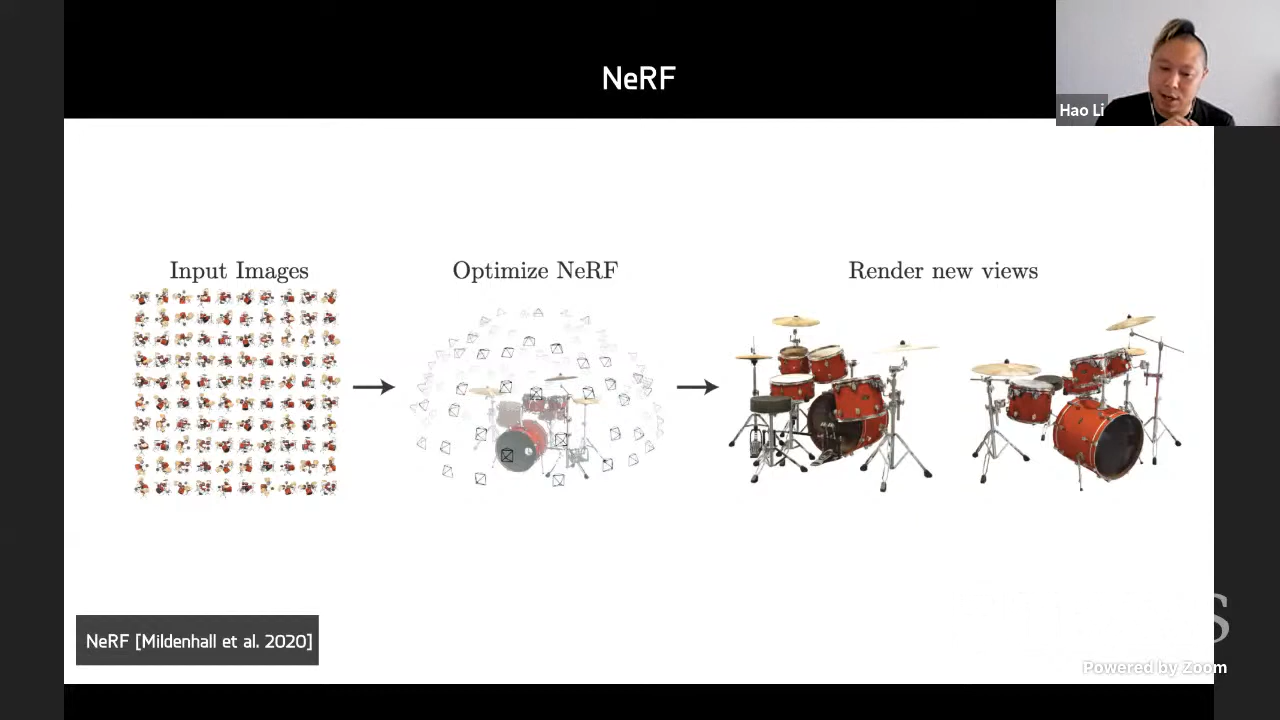 NeRF
Hao Li
Input Images
Optimize NeRF
Render new views
NeRF [Mildenhall et al. 2020]
S
Powered by Zoom